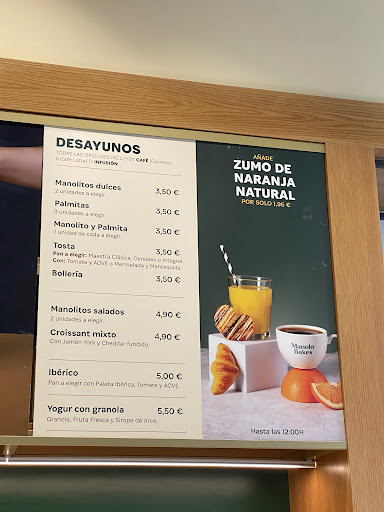 DESAYUNOS
TODAS LAS OPCIONES INCLUYEN: CAFÉ (Espresso
o Café Latte) O INFUSIÓN
Manolitos dulces 3,50 €
2 unidades a elegir.
Palmitas 3,50 €
3 unidades a elegir.
Manolito y Palmita 3,50 €
1 unidad de cada a elegir.
Tosta 3,50 €
Pan a elegir: Maestra Clásica, Cereales o Integral
Con: Tomate y AOVE o Mermelada y Mantequilla.
Bollería 3,50 €
Manolitos salados 4,90 €
2 unidades a elegir.
Croissant mixto 4,90 €
Con Jamón York y Cheddar fundido.
Ibérico 5,00 €
Pan a elegir con Paleta Ibérica, Tomate y AOVE
Yogur con granola 5,50 €
Granola, Fruta Fresca y Sirope de Arce.
AÑADE
ZUMO DE
NARANJA
NATURAL
POR SOLO 1,95 €
Manolo
Bakes
Hasta las 12:00H